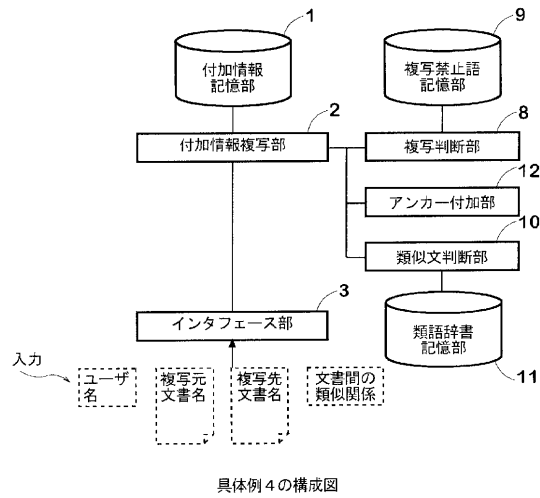 1
9
付加情報
記憶部
複写禁止語
記憶部
2
8
付加情報複写部
複写判断部
12
アンカー付加部
10
類似文判断部
3
インタフェース部
類語辞書
記憶部
11
入力
ユーザ
名
複写元
文書名
複写先
文書名
文書間の
類似関係
具体例4の構成図